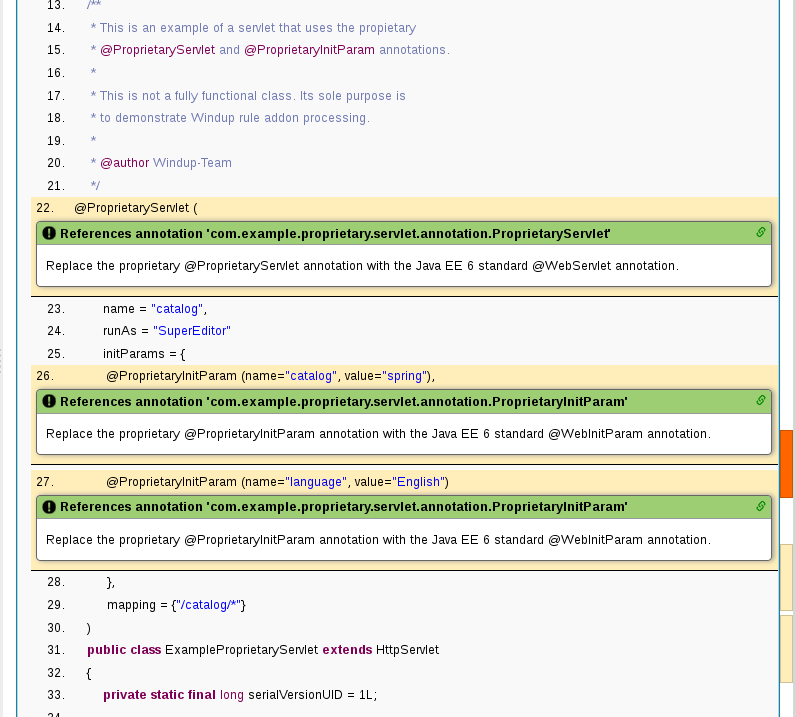 13. /**
14. * This is an example of a servlet that uses the propietary
15. * @ProprietaryServlet and @ProprietaryInitParam annotations.
16. *
17. * This is not a fully functional class. Its sole purpose is
18. * to demonstrate Windup rule addon processing.
19. *
20. * @author Windup-Team
21. */
22. @ProprietaryServlet (
References annotation 'com.example.proprietary.servlet.annotation.ProprietaryServlet'
Replace the proprietary @ProprietaryServlet annotation with the Java EE 6 standard @WebServlet annotation.
23. name = "catalog",
24. runAs = "SuperEditor"
25. initParams = {
26. @ProprietaryInitParam (name="catalog", value="spring"),
References annotation 'com.example.proprietary.servlet.annotation.ProprietaryInitParam'
Replace the proprietary @ProprietaryInitParam annotation with the Java EE 6 standard @WebInitParam annotation.
27. @ProprietaryInitParam (name="language", value="English")
References annotation 'com.example.proprietary.servlet.annotation.ProprietaryInitParam'
Replace the proprietary @ProprietaryInitParam annotation with the Java EE 6 standard @WebInitParam annotation.
28. },
29. mapping = {"/catalog/*"}
30. )
31. public class ExampleProprietaryServlet extends HttpServlet
32. {
33. private static final long serialVersionUID = 1L;